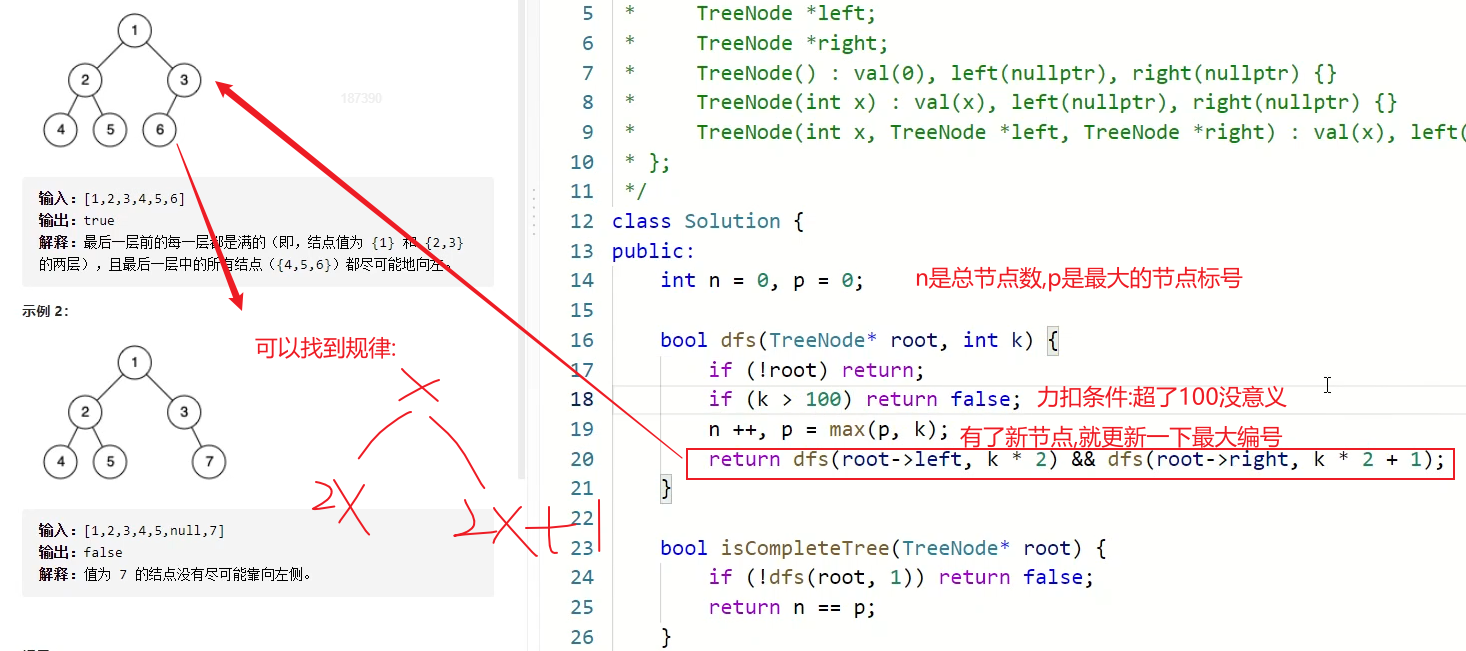 1
2
3
4
5
6
187390
输入：[1,2,3,4,5,6]
输出：true
解释：最后一层前的每一层都是满的（即，结点值为 {1} 和 {2,3}
的两层），且最后一层中的所有结点（{4,5,6}）都尽可能地向左。
示例 2：
可以找到规律:
X
2X
2X+1
1
2
3
4
5
7
输入：[1,2,3,4,5,null,7]
输出：false
解释：值为 7 的结点没有尽可能靠向左侧。
5 * TreeNode *left;
6 * TreeNode *right;
7 * TreeNode() : val(0), left(nullptr), right(nullptr) {}
8 * TreeNode(int x) : val(x), left(nullptr), right(nullptr) {}
9 * TreeNode(int x, TreeNode *left, TreeNode *right) : val(x), left(
10 * };
11 */
12 class Solution {
13 public:
14 int n = 0, p = 0; n是总节点数,p是最大的节点标号
15
16 bool dfs(TreeNode* root, int k) {
17 if (!root) return;
18 if (k > 100) return false; 力扣条件:超了100没意义
19 n ++, p = max(p, k); 有了新节点,就更新一下最大编号
20 return dfs(root->left, k * 2) && dfs(root->right, k * 2 + 1);
21 }
22
23 bool isCompleteTree(TreeNode* root) {
24 if (!dfs(root, 1)) return false;
25 return n == p;
26 }